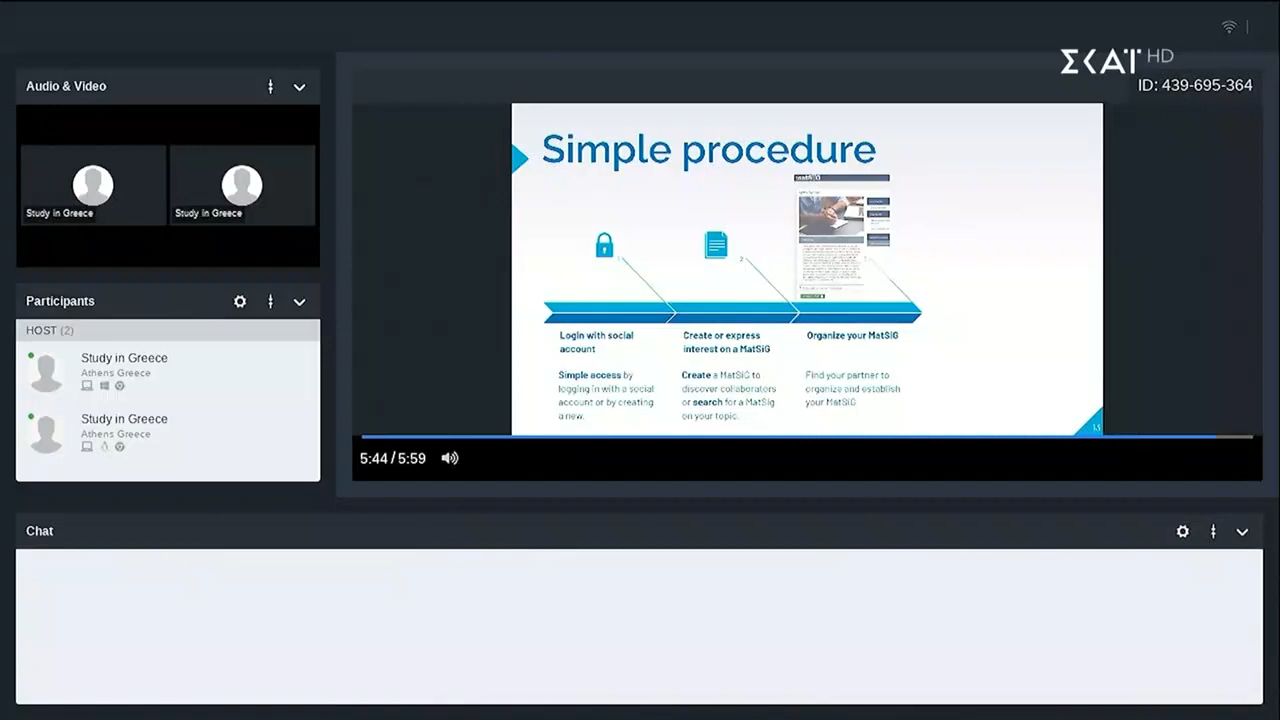 ΣΚΑΪ HD
ID: 439-695-364
Audio & Video
Study in Greece
Study in Greece
Participants
HOST (2)
Study in Greece
Athens Greece
Study in Greece
Athens Greece
Simple procedure
1
2
Login with social
account
Simple access by
logging in with a social
account or by creating
a new.
Create or express
interest on a MatSiG
Create a MatSiG to
discover collaborators
or search for a MatSig
on your topic.
Organize your MatSiG
Find your partner to
organize and establish
your MatSiG
5:44 / 5:59
Chat